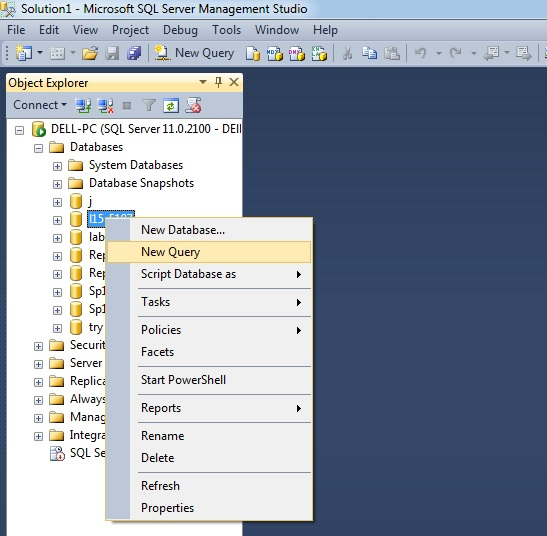 Solution1 - Microsoft SQL Server Management Studio
File Edit View Project Debug Tools Window Help
New Query
Object Explorer
Connect
DELL-PC (SQL Server 11.0.2100 - DEll
Databases
System Databases
Database Snapshots
j
New Database...
lab
New Query
Rep
Script Database as
Rep
Sp1
Tasks
Sp1
try
Policies
Securit
Facets
Server
Replica
Start PowerShell
Always
Reports
Manag
Integra
Rename
SQL Se
Delete
Refresh
Properties